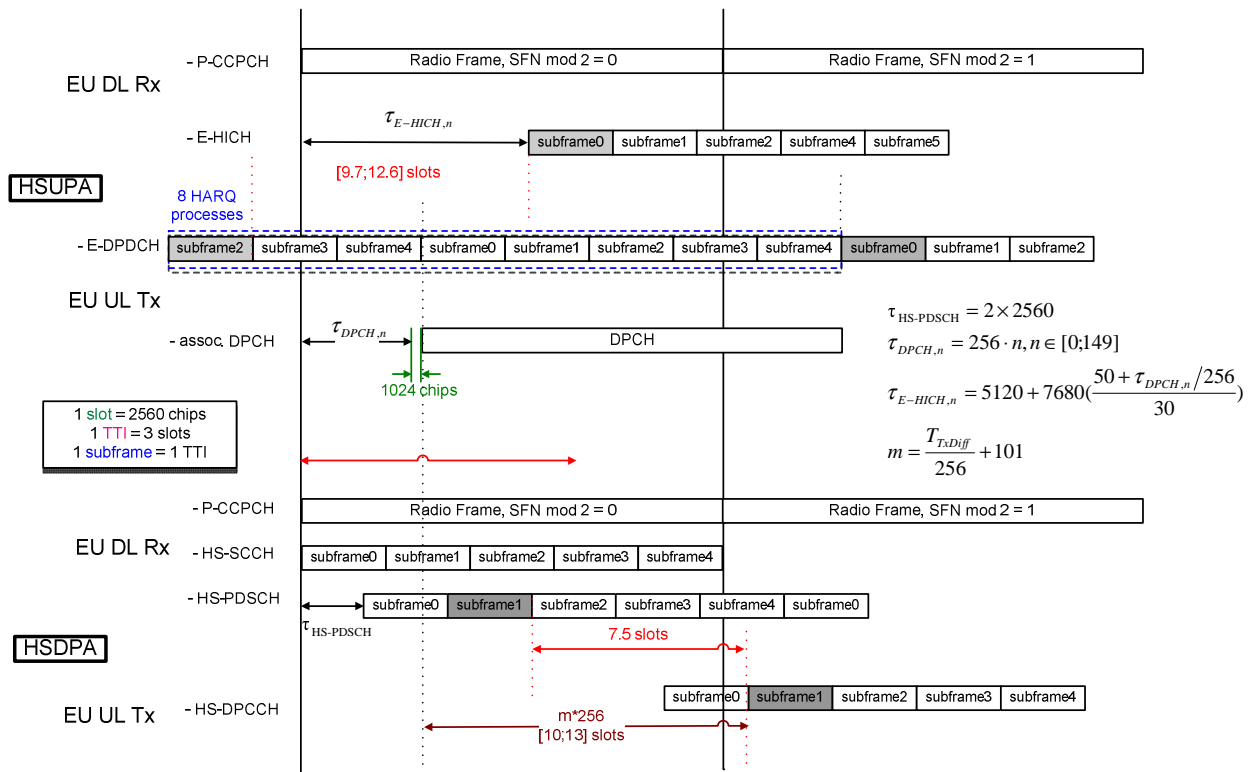 - P-CCPCH
Radio Frame, SFN mod 2 = 0
Radio Frame, SFN mod 2 = 1
EU DL Rx
- E-HICH
τE–HICH,n
subframe0 subframe1 subframe2 subframe4 subframe5
[9.7;12.6] slots
HSUPA
8 HARQ
processes
- E-DPDCH
subframe2 subframe3 subframe4 subframe0 subframe1 subframe2 subframe3 subframe4 subframe0 subframe1 subframe2
EU UL Tx
- assoc. DPCH
τDPCH,n
DPCH
1024 chips
τHS-PDSCH = 2 × 2560
τDPCH,n = 256 · n, n ∈ [0;149]
τE–HICH,n = 5120 + 7680(50 + τDPCH,n/256 / 30)
m = TTxDiff / 256 + 101
1 slot = 2560 chips
1 TTI = 3 slots
1 subframe = 1 TTI
- P-CCPCH
Radio Frame, SFN mod 2 = 0
Radio Frame, SFN mod 2 = 1
EU DL Rx
- HS-SCCH
subframe0 subframe1 subframe2 subframe3 subframe4
- HS-PDSCH
subframe0 subframe1 subframe2 subframe3 subframe4 subframe0
τHS-PDSCH
7.5 slots
HSDPA
EU UL Tx
- HS-DPCCH
subframe0 subframe1 subframe2 subframe3 subframe4
m*256
[10;13] slots